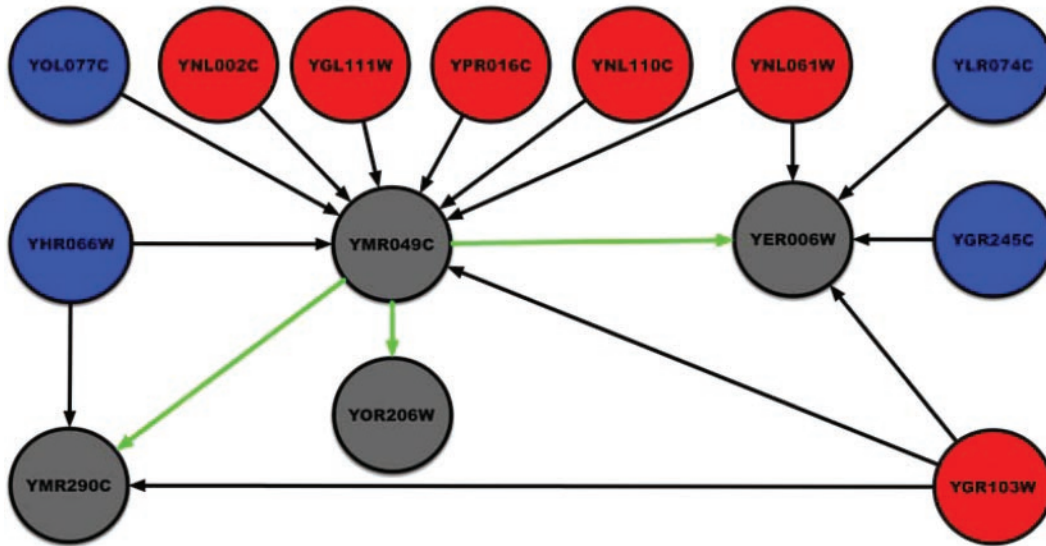 YOL077C
YNL002C
YGL111W
YPR016C
YNL110C
YNL061W
YLR074C
YHR066W
YMR049C
YER006W
YGR245C
YOR206W
YMR290C
YGR103W